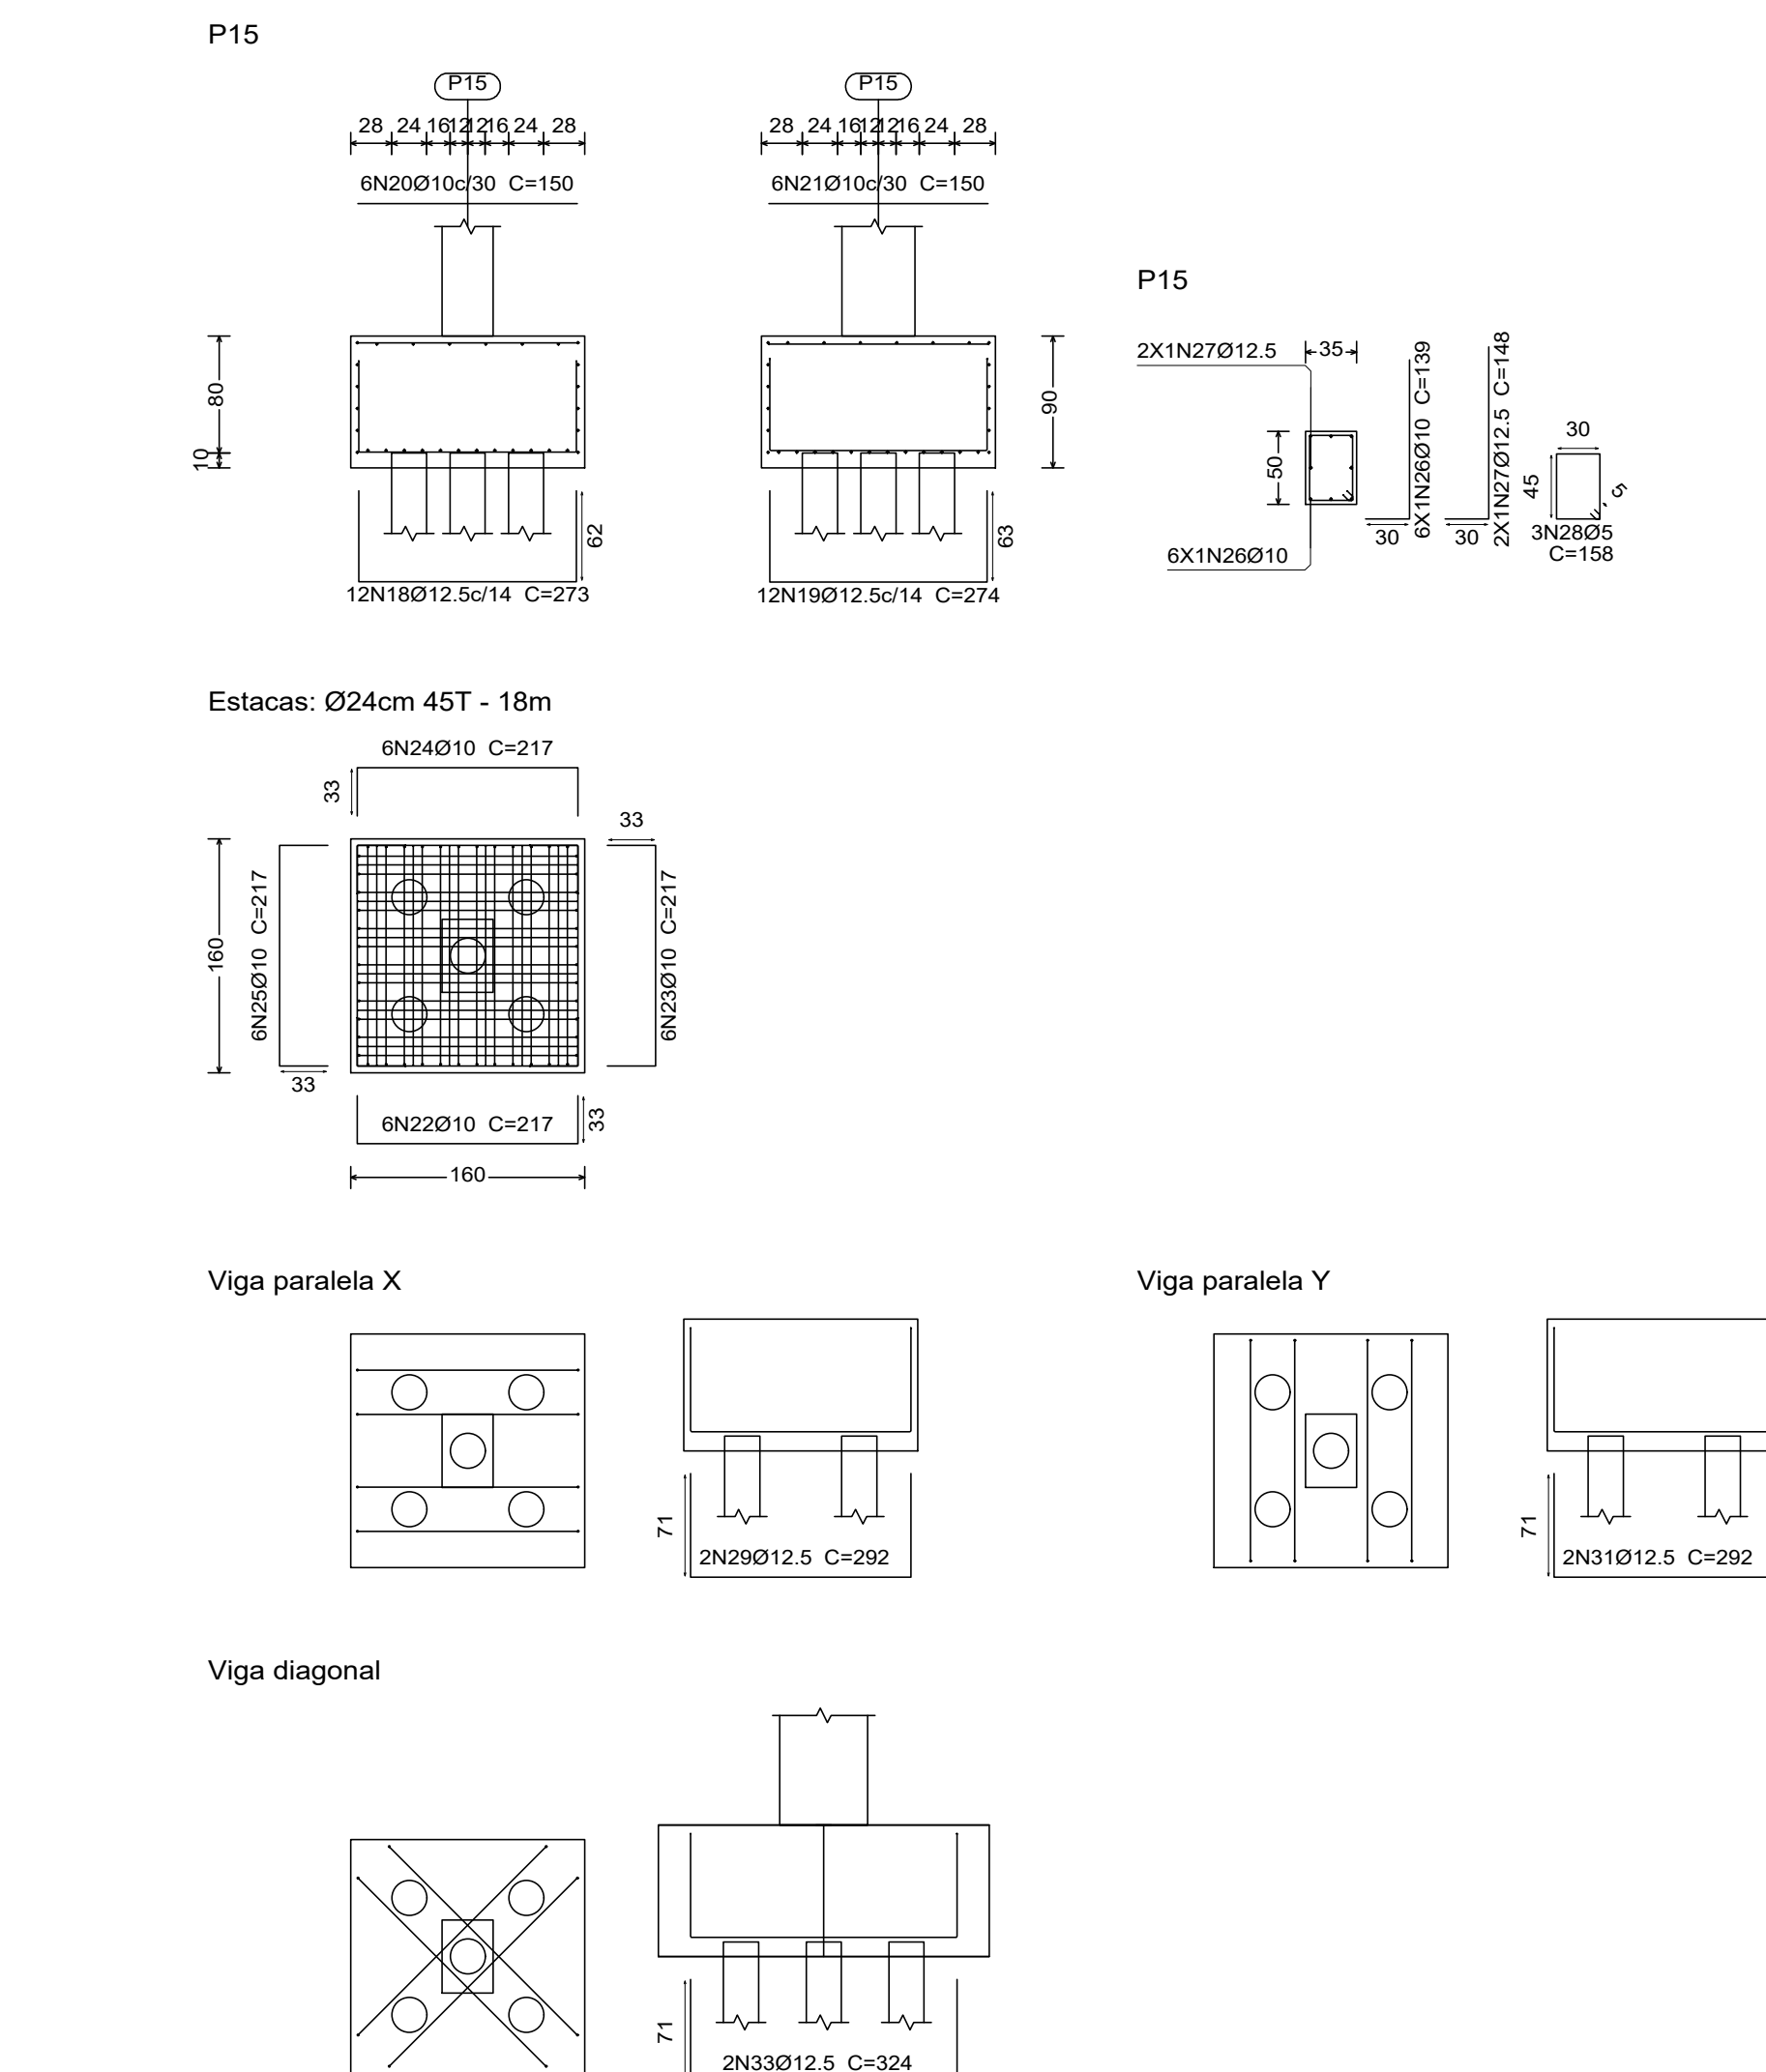 P15
P15
P15
28 24 16 12 12 16 24 28
28 24 16 12 12 16 24 28
6N20Ø10c/30 C=150
6N21Ø10c/30 C=150
80
10
90
62
63
12N18Ø12.5c/14 C=273
12N19Ø12.5c/14 C=274
P15
2X1N27Ø12.5
35
50
6X1N26Ø10
6X1N26Ø10 C=139
30
2X1N27Ø12.5 C=148
30
30
45
5
3N28Ø5
C=158
Estacas: Ø24cm 45T - 18m
6N24Ø10 C=217
33
33
160
6N25Ø10 C=217
6N23Ø10 C=217
33
6N22Ø10 C=217
33
160
Viga paralela X
71
2N29Ø12.5 C=292
Viga paralela Y
71
2N31Ø12.5 C=292
Viga diagonal
71
2N33Ø12.5 C=324